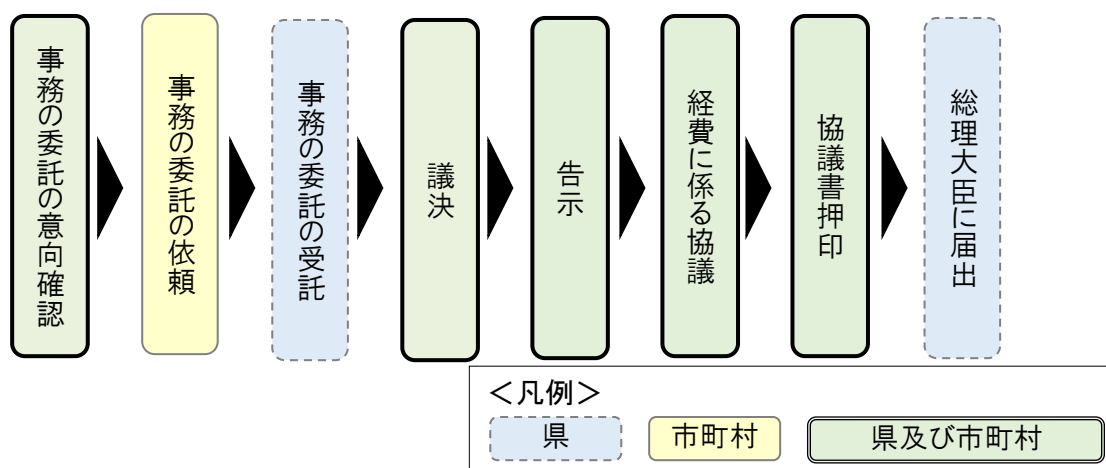 事務の委託の意向確認
事務の委託の依頼
事務の委託の受託
議決
告示
経費に係る協議
協議書押印
総理大臣に届出
＜凡例＞
県
市町村
県及び市町村